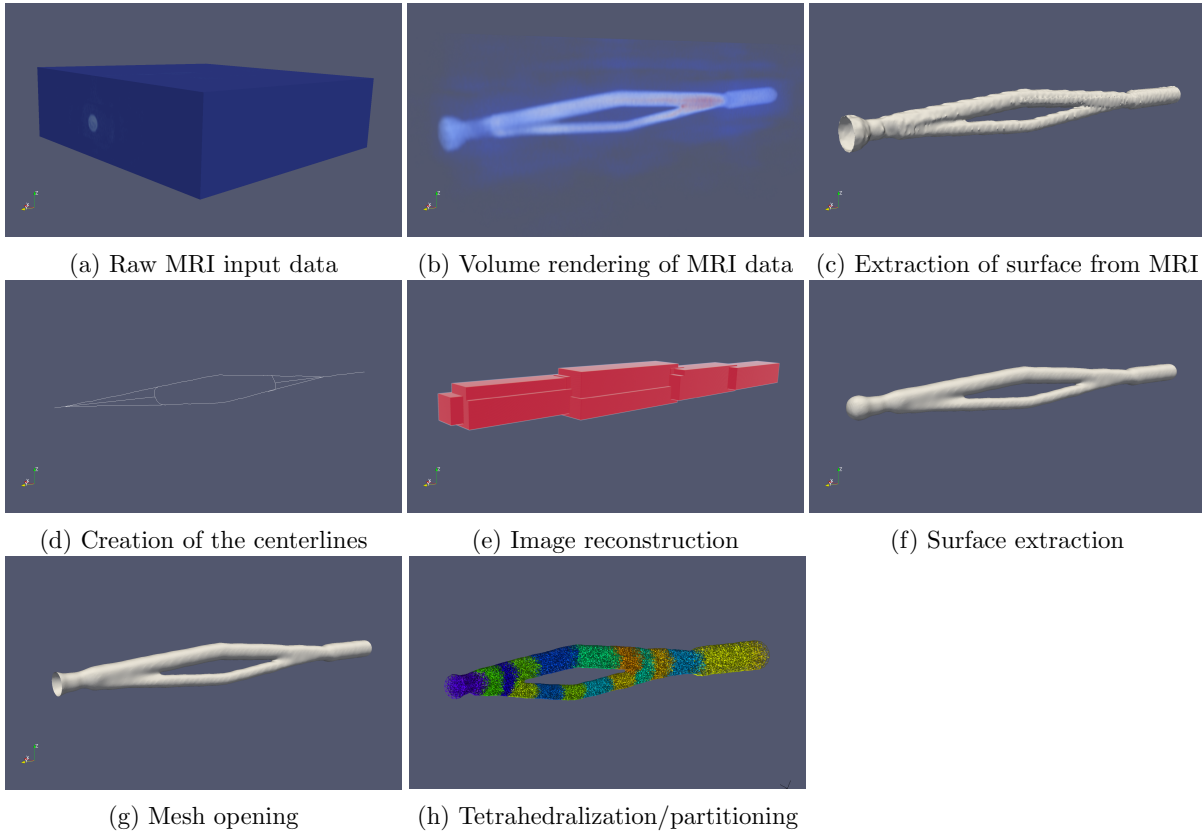 (a) Raw MRI input data
(b) Volume rendering of MRI data
(c) Extraction of surface from MRI
(d) Creation of the centerlines
(e) Image reconstruction
(f) Surface extraction
(g) Mesh opening
(h) Tetrahedralization/partitioning